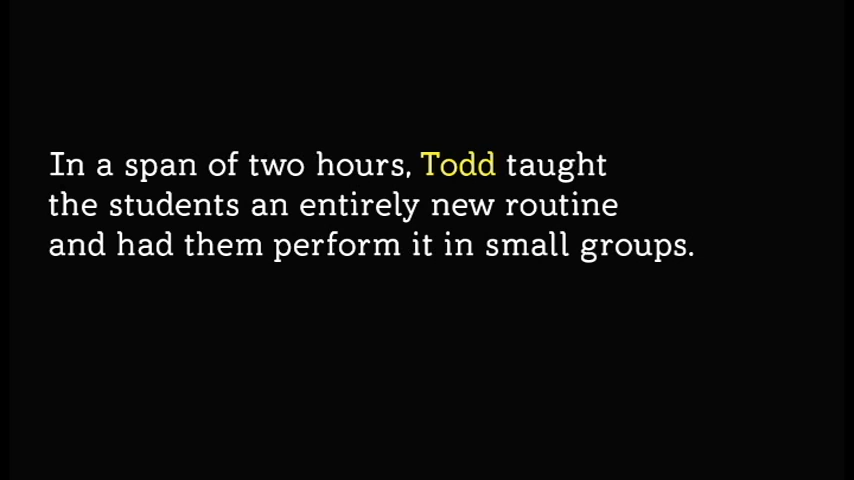 In a span of two hours, Todd taught
the students an entirely new routine
and had them perform it in small groups.